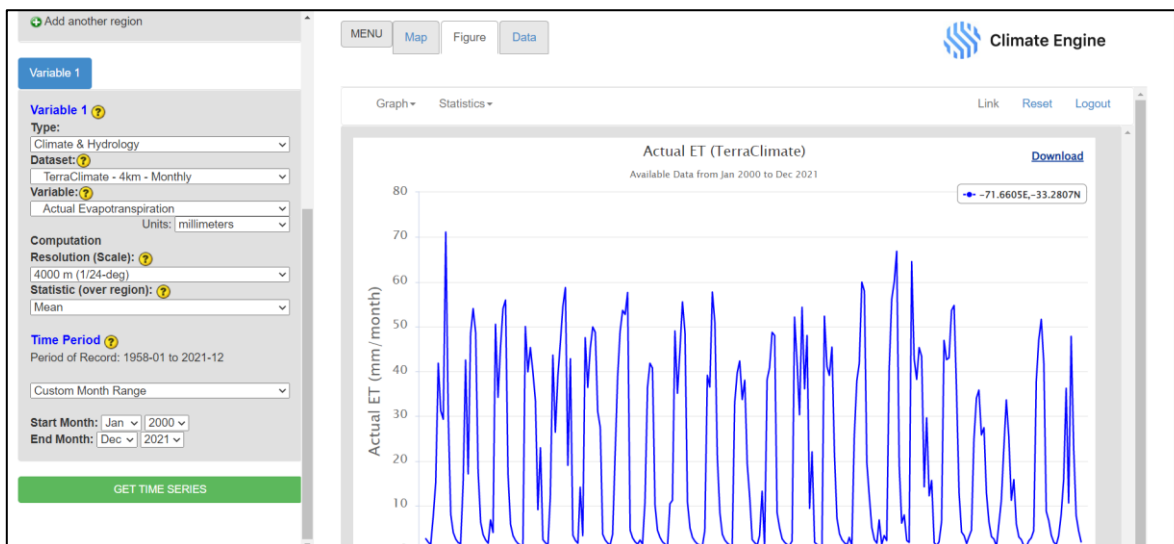 Add another region
Variable 1
Variable 1 ?
Type:
Climate & Hydrology
Dataset: ?
TerraClimate - 4km - Monthly
Variable: ?
Actual Evapotranspiration
Units: millimeters
Computation
Resolution (Scale): ?
4000 m (1/24-deg)
Statistic (over region): ?
Mean
Time Period ?
Period of Record: 1958-01 to 2021-12
Custom Month Range
Start Month: Jan 2000
End Month: Dec 2021
GET TIME SERIES
MENU Map Figure Data
Climate Engine
Graph Statistics Link Reset Logout
Actual ET (TerraClimate)
Download
Available Data from Jan 2000 to Dec 2021
-71.6605E,-33.2807N
Actual ET (mm/month)
80
70
60
50
40
30
20
10